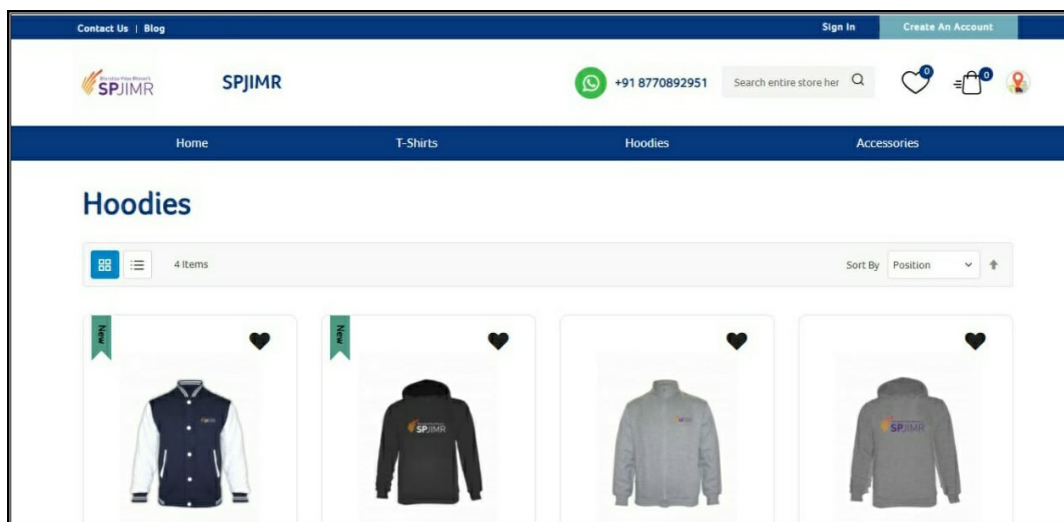 Contact Us | Blog
Sign In
Create An Account
SPJIMR
SPJIMR
+91 8770892951
Search entire store her
0
0
Home
T-Shirts
Hoodies
Accessories
Hoodies
4 Items
Sort By
Position
New
New
SPJIMR
SPJIMR